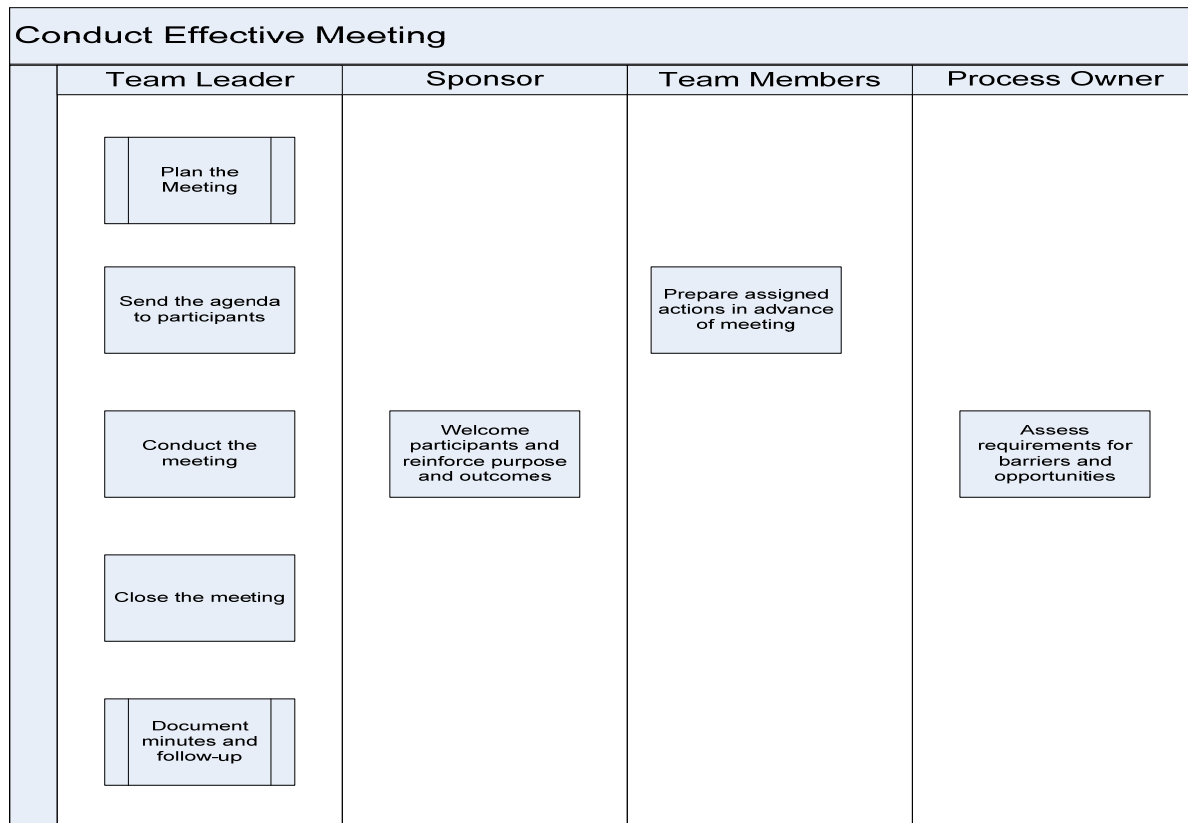 Conduct Effective Meeting
Team Leader
Sponsor
Team Members
Process Owner
Plan the
Meeting
Send the agenda
to participants
Prepare assigned
actions in advance
of meeting
Conduct the
meeting
Welcome
participants and
reinforce purpose
and outcomes
Assess
requirements for
barriers and
opportunities
Close the meeting
Document
minutes and
follow-up